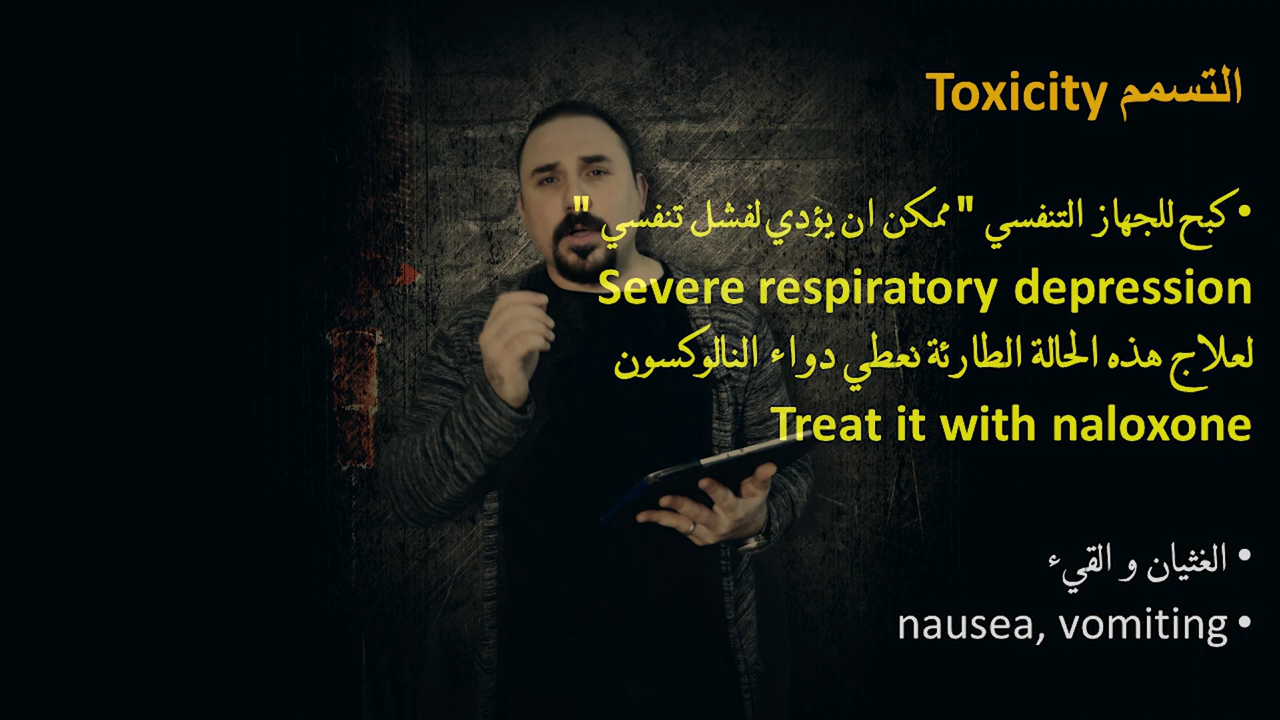 التسمم Toxicity
• كبح للجهاز التنفسي " ممكن ان يؤدي لفشل تنفسي "
Severe respiratory depression
لعلاج هذه الحالة الطارئة نعطي دواء النالوكسون
Treat it with naloxone
• الغثيان و القيء
• nausea, vomiting